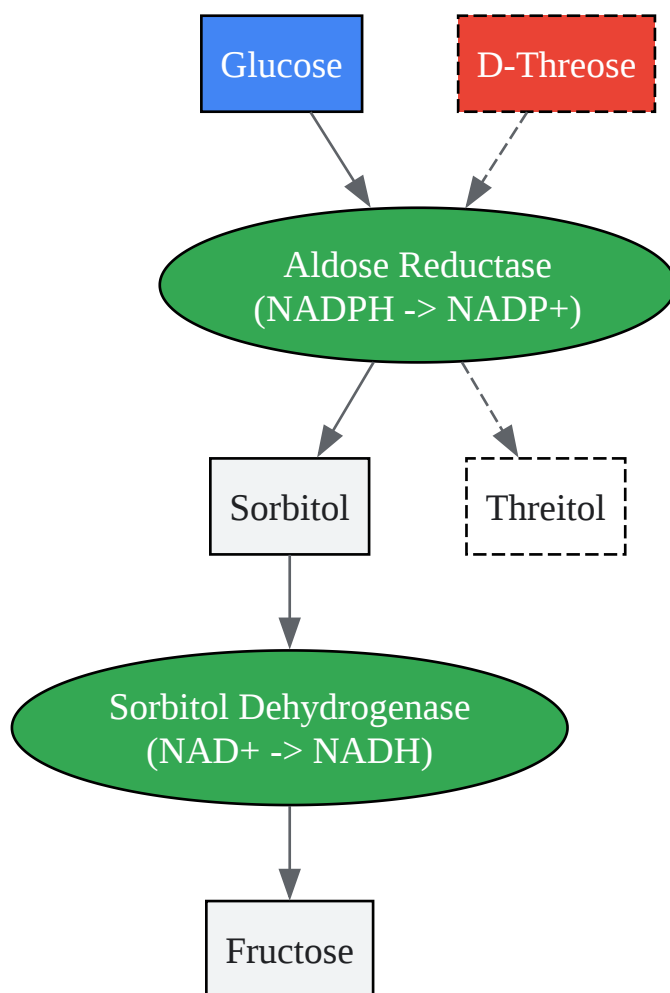 Glucose
D-Threose
Aldose Reductase
(NADPH -> NADP+)
Sorbitol
Threitol
Sorbitol Dehydrogenase
(NAD+ -> NADH)
Fructose